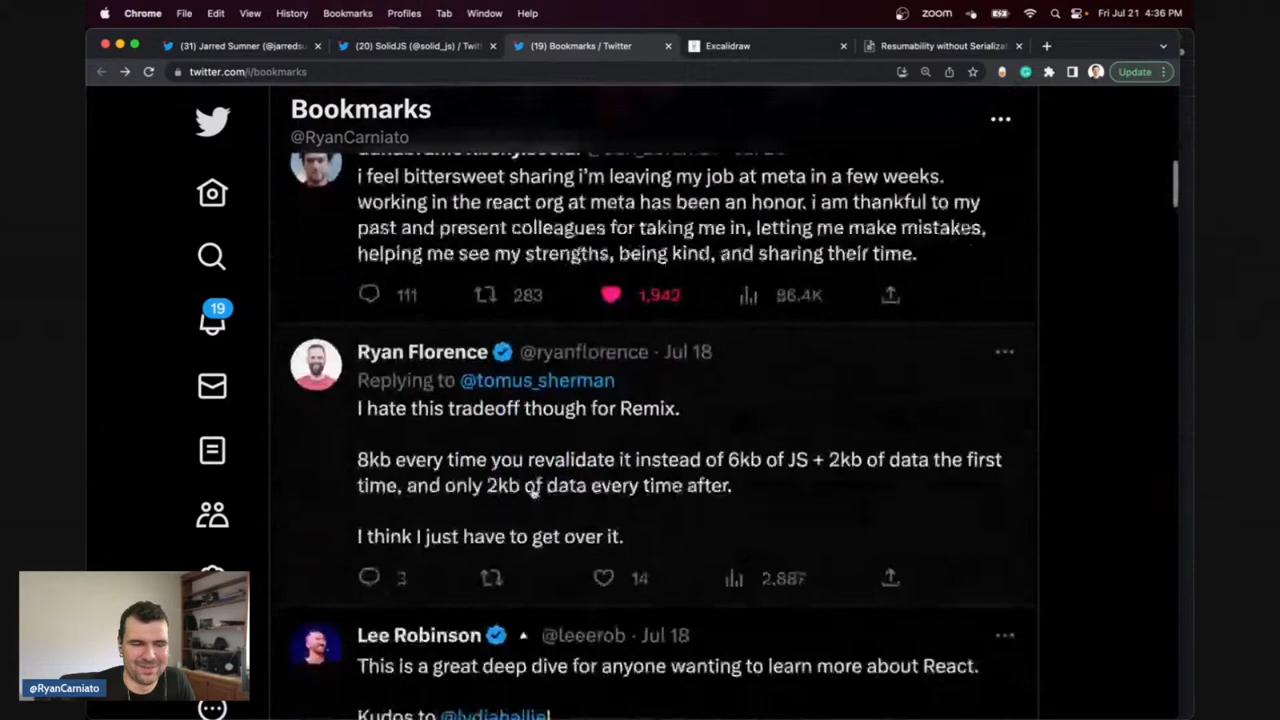 Chrome File Edit View History Bookmarks Profiles Tab Window Help
zoom Fri Jul 21 4:36 PM
(31) Jarred Sumner (@jarredsu
(20) SolidJS (@solid_js) / Twit
(19) Bookmarks / Twitter
Excalidraw
Resumability without Serializa
twitter.com/i/bookmarks
Update
Bookmarks
@RyanCarniato
i feel bittersweet sharing i'm leaving my job at meta in a few weeks.
working in the react org at meta has been an honor. i am thankful to my
past and present colleagues for taking me in, letting me make mistakes,
helping me see my strengths, being kind, and sharing their time.
111 283 1,942 86.4K
19
Ryan Florence @ryanflorence · Jul 18
Replying to @tomus_sherman
I hate this tradeoff though for Remix.
8kb every time you revalidate it instead of 6kb of JS + 2kb of data the first
time, and only 2kb of data every time after.
I think I just have to get over it.
3 14 2,887
Lee Robinson @leeerob · Jul 18
This is a great deep dive for anyone wanting to learn more about React.
Kudos to @lydiahallie!
@RyanCarniato